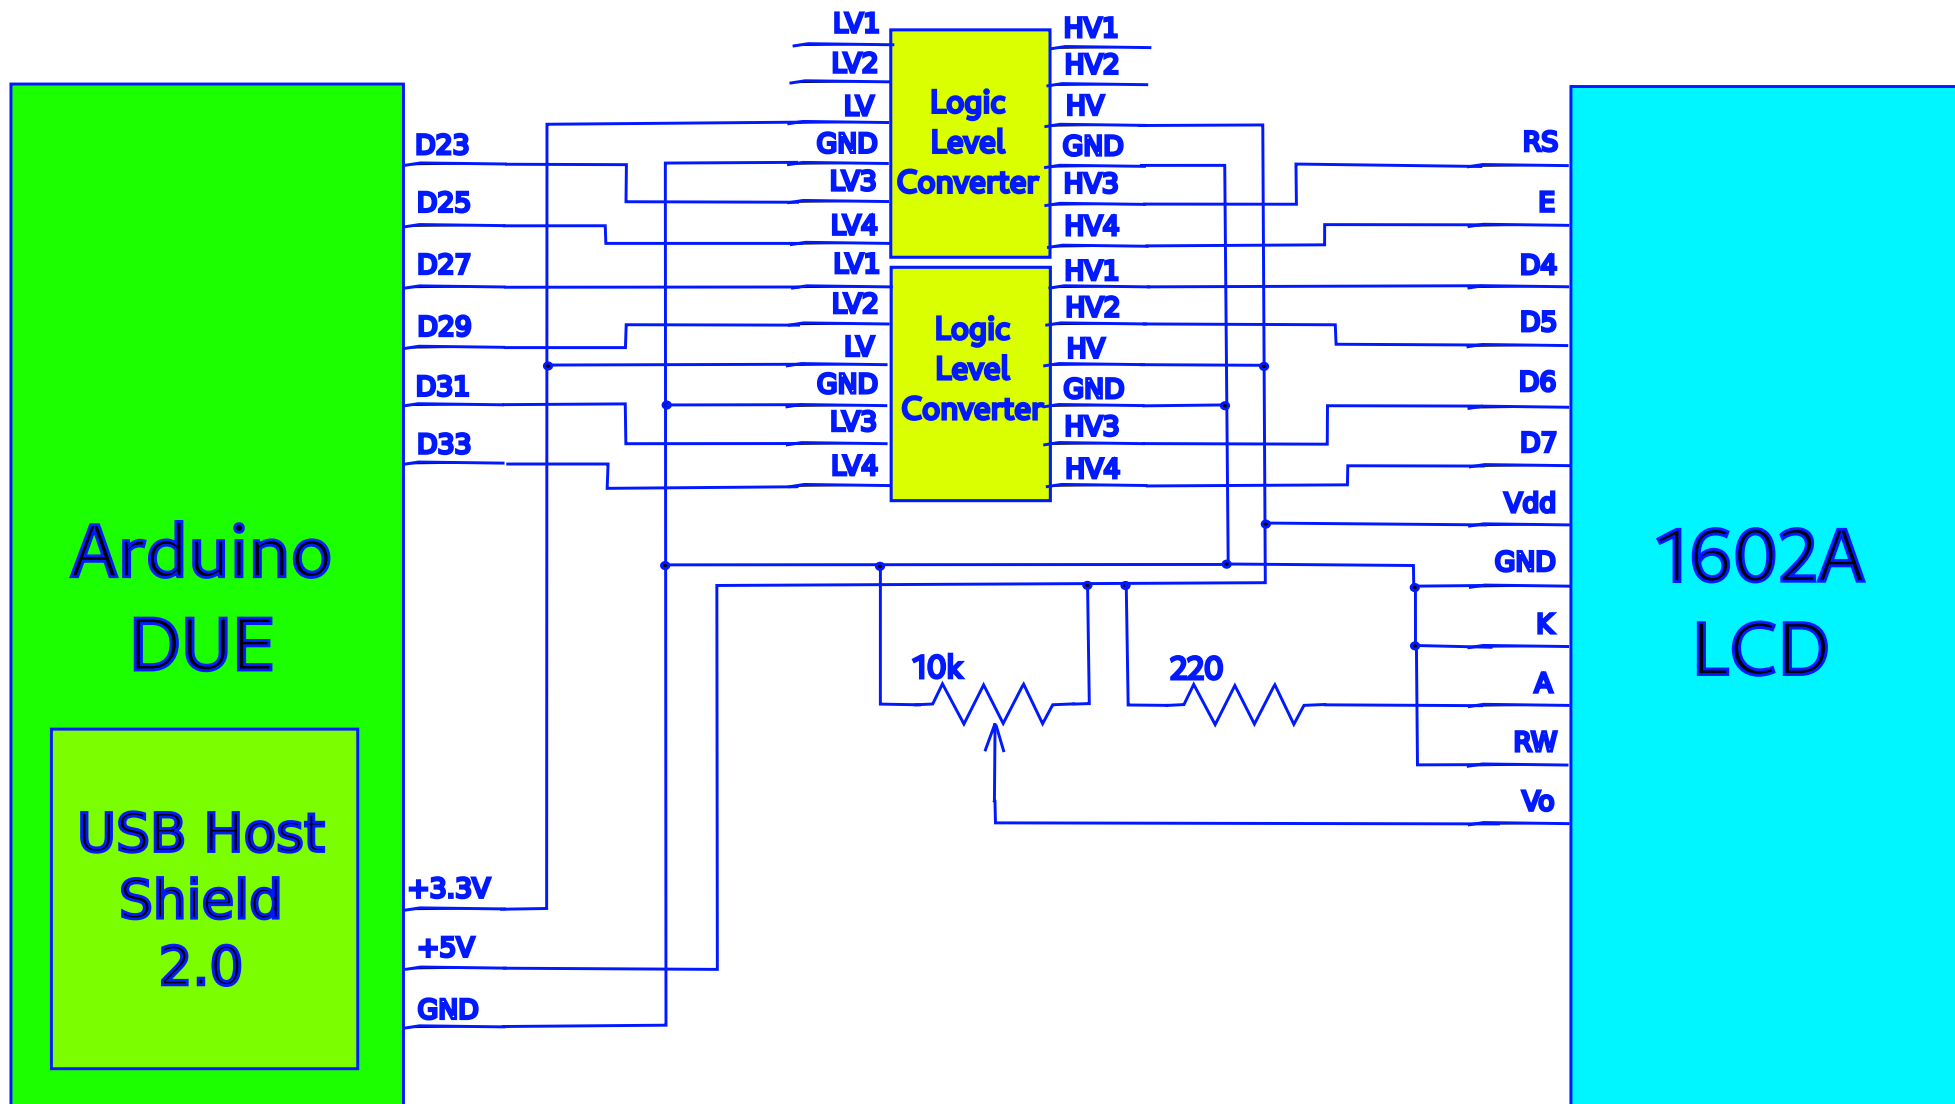 Arduino
DUE
USB Host
Shield
2.0
D23
D25
D27
D29
D31
D33
+3.3V
+5V
GND
LV1
LV2
LV
GND
LV3
LV4
Logic
Level
Converter
HV1
HV2
HV
GND
HV3
HV4
LV1
LV2
LV
GND
LV3
LV4
Logic
Level
Converter
HV1
HV2
HV
GND
HV3
HV4
10k
220
RS
E
D4
D5
D6
D7
Vdd
GND
K
A
RW
Vo
1602A
LCD